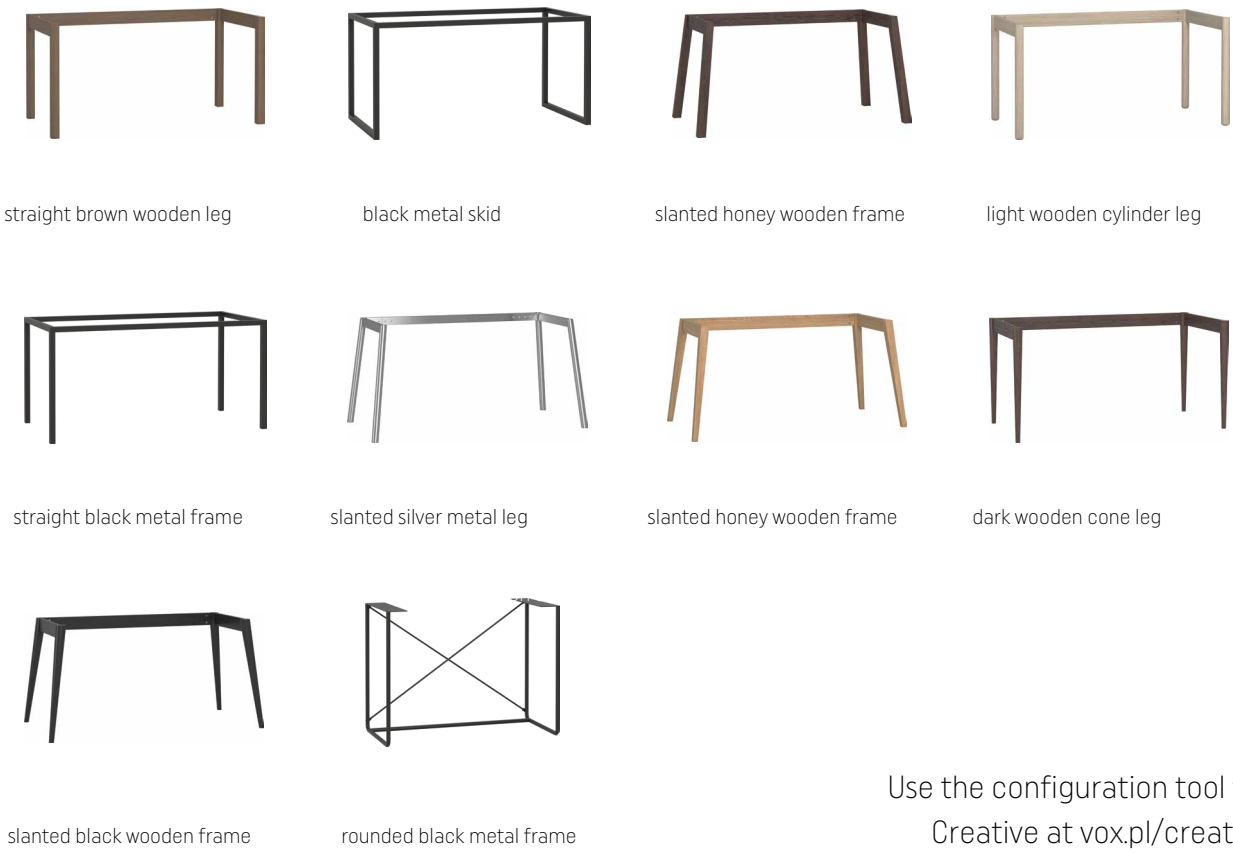 straight brown wooden leg
black metal skid
slanted honey wooden frame
light wooden cylinder leg
straight black metal frame
slanted silver metal leg
slanted honey wooden frame
dark wooden cone leg
slanted black wooden frame
rounded black metal frame
Use the configuration tool
Creative at vox.pl/creat